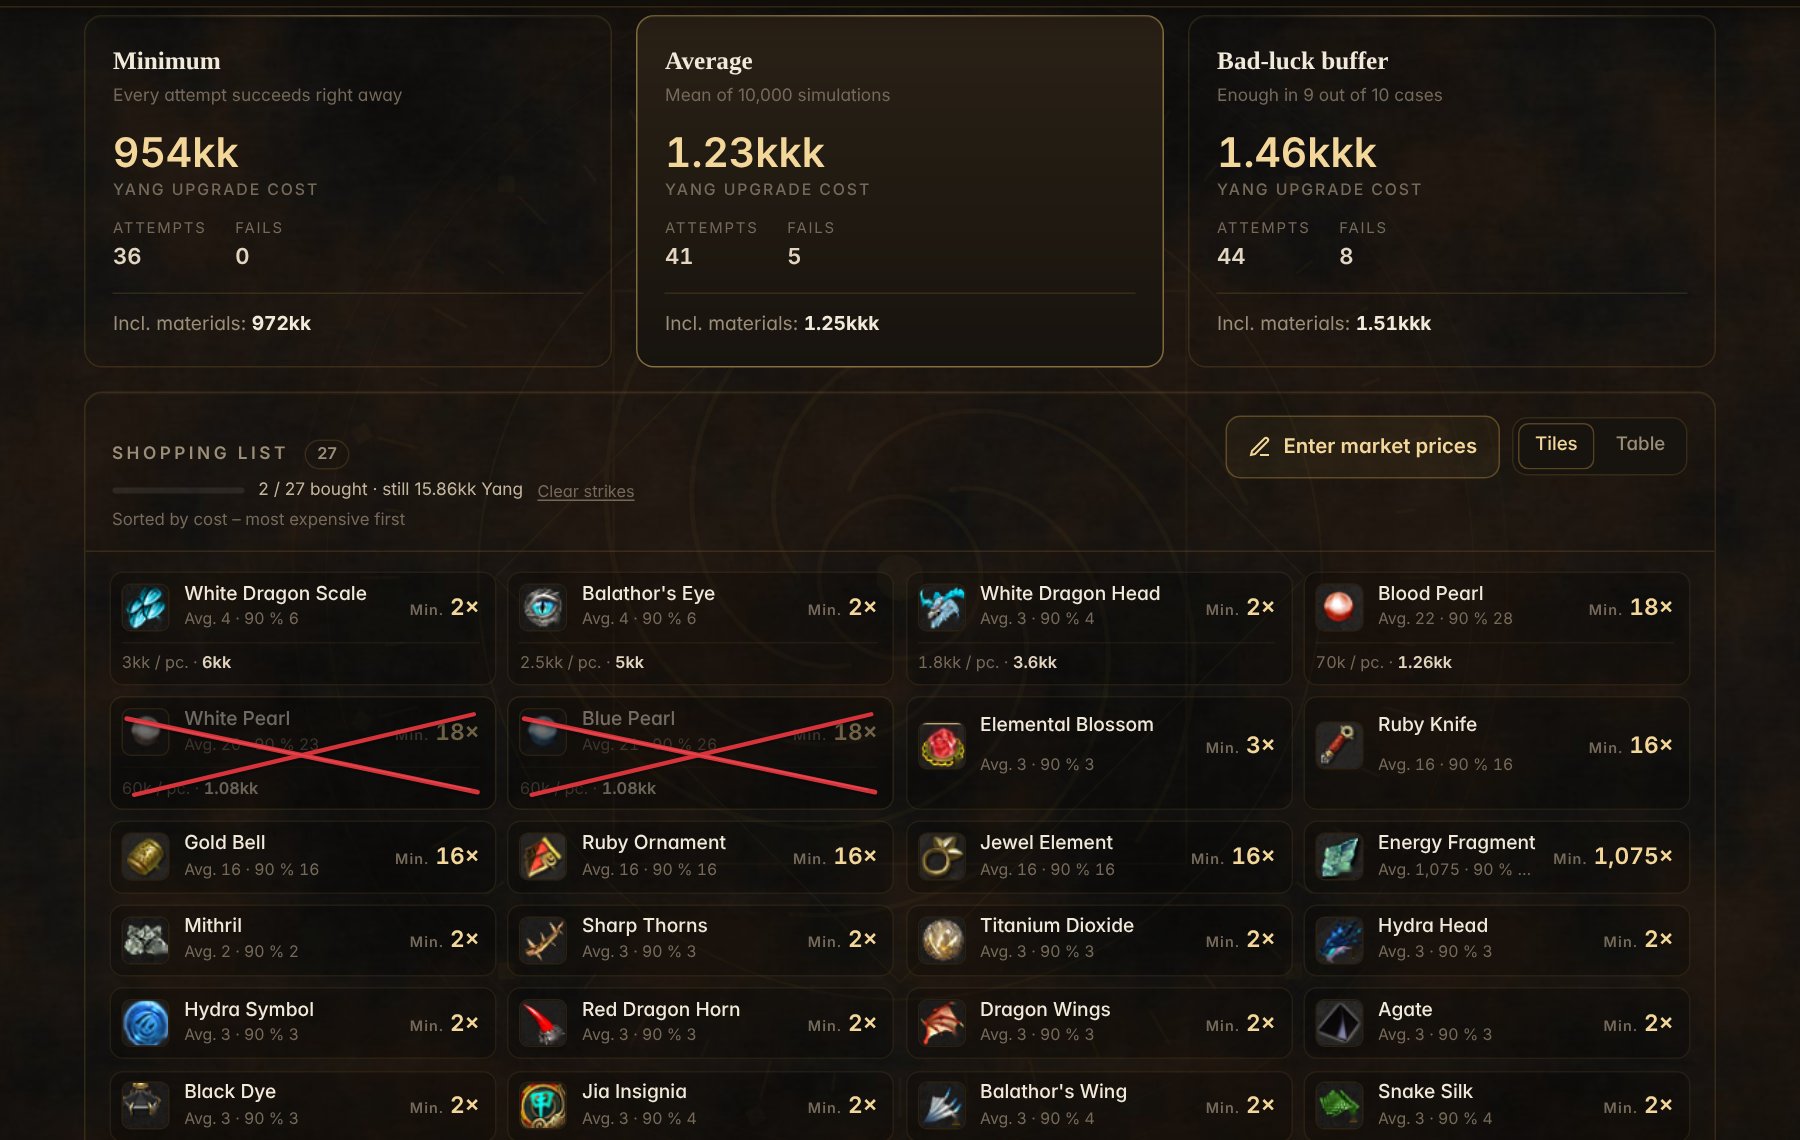 Minimum
Every attempt succeeds right away
954kk
YANG UPGRADE COST
ATTEMPTS FAILS
36 0
Incl. materials: 972kk
Average
Mean of 10,000 simulations
1.23kkk
YANG UPGRADE COST
ATTEMPTS FAILS
41 5
Incl. materials: 1.25kkk
Bad-luck buffer
Enough in 9 out of 10 cases
1.46kkk
YANG UPGRADE COST
ATTEMPTS FAILS
44 8
Incl. materials: 1.51kkk
SHOPPING LIST 27
2 / 27 bought · still 15.86kk Yang Clear strikes
Sorted by cost – most expensive first
Enter market prices
Tiles Table
White Dragon Scale
Avg. 4 · 90 % 6
Min. 2×
3kk / pc. · 6kk
Balathor's Eye
Avg. 4 · 90 % 6
Min. 2×
2.5kk / pc. · 5kk
White Dragon Head
Avg. 3 · 90 % 4
Min. 2×
1.8kk / pc. · 3.6kk
Blood Pearl
Avg. 22 · 90 % 28
Min. 18×
70k / pc. · 1.26kk
White Pearl
Avg. 20 · 90 % 23
Min. 18×
60k / pc. · 1.08kk
Blue Pearl
Avg. 21 · 90 % 26
Min. 18×
60k / pc. · 1.08kk
Elemental Blossom
Avg. 3 · 90 % 3
Min. 3×
Ruby Knife
Avg. 16 · 90 % 16
Min. 16×
Gold Bell
Avg. 16 · 90 % 16
Min. 16×
Ruby Ornament
Avg. 16 · 90 % 16
Min. 16×
Jewel Element
Avg. 16 · 90 % 16
Min. 16×
Energy Fragment
Avg. 1,075 · 90 % ...
Min. 1,075×
Mithril
Avg. 2 · 90 % 2
Min. 2×
Sharp Thorns
Avg. 3 · 90 % 3
Min. 2×
Titanium Dioxide
Avg. 3 · 90 % 3
Min. 2×
Hydra Head
Avg. 3 · 90 % 3
Min. 2×
Hydra Symbol
Avg. 3 · 90 % 3
Min. 2×
Red Dragon Horn
Avg. 3 · 90 % 3
Min. 2×
Dragon Wings
Avg. 3 · 90 % 3
Min. 2×
Agate
Avg. 3 · 90 % 3
Min. 2×
Black Dye
Avg. 3 · 90 % 3
Min. 2×
Jia Insignia
Avg. 3 · 90 % 4
Min. 2×
Balathor's Wing
Avg. 3 · 90 % 4
Min. 2×
Snake Silk
Avg. 3 · 90 % 4
Min. 2×